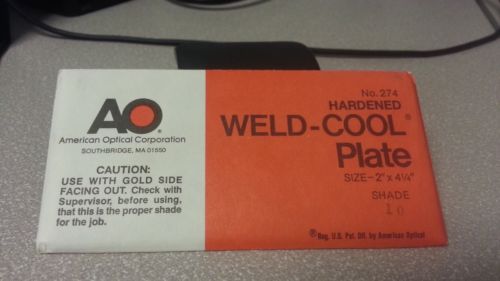 AO
American Optical Corporation
SOUTHBRIDGE, MA 01550
CAUTION:
USE WITH GOLD SIDE
FACING OUT. Check with
Supervisor, before using,
that this is the proper shade
for the job.
No. 274
HARDENED
WELD-COOL®
Plate
SIZE-2" x 4¼"
SHADE
10
®Reg. U.S. Pat. Off. by American Optical